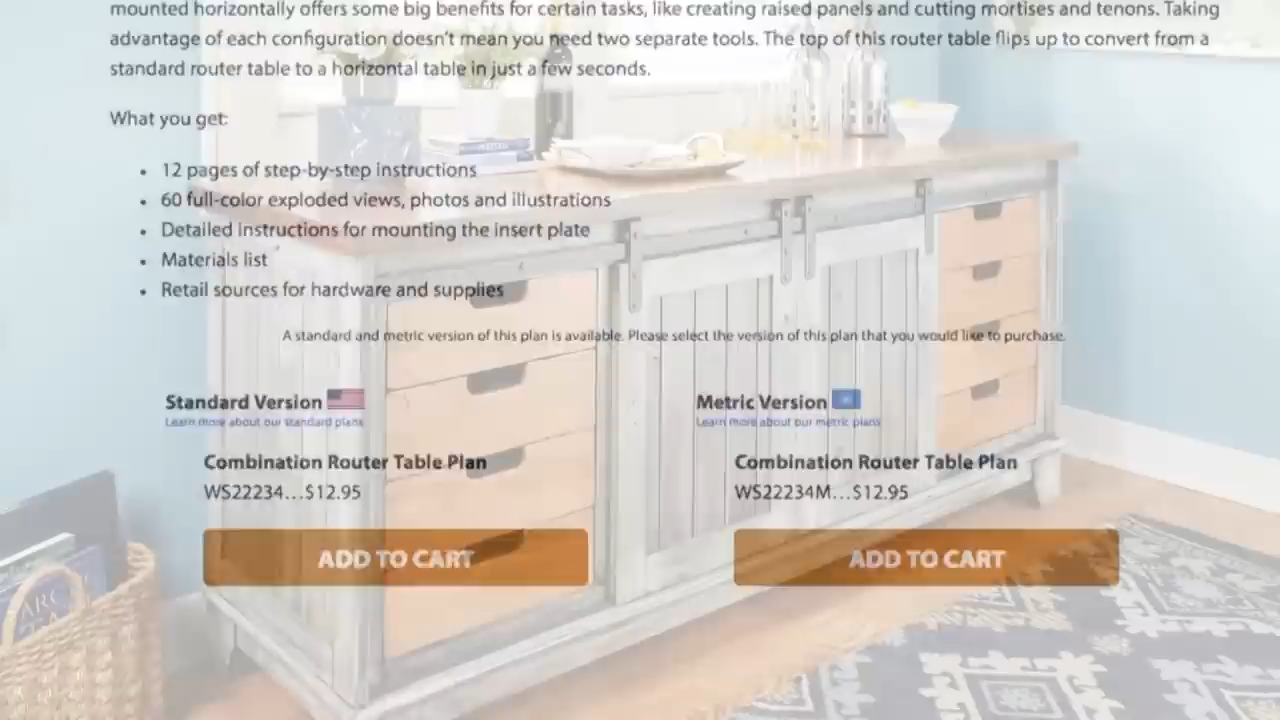 mounted horizontally offers some big benefits for certain tasks, like creating raised panels and cutting mortises and tenons. Taking
advantage of each configuration doesn't mean you need two separate tools. The top of this router table flips up to convert from a
standard router table to a horizontal table in just a few seconds.
What you get:
• 12 pages of step-by-step instructions
• 60 full-color exploded views, photos and illustrations
• Detailed instructions for mounting the insert plate
• Materials list
• Retail sources for hardware and supplies
A standard and metric version of this plan is available. Please select the version of this plan that you would like to purchase.
Standard Version
Learn more about our standard plans
Combination Router Table Plan
WS22234...$12.95
ADD TO CART
Metric Version
Learn more about our metric plans
Combination Router Table Plan
WS22234M...$12.95
ADD TO CART